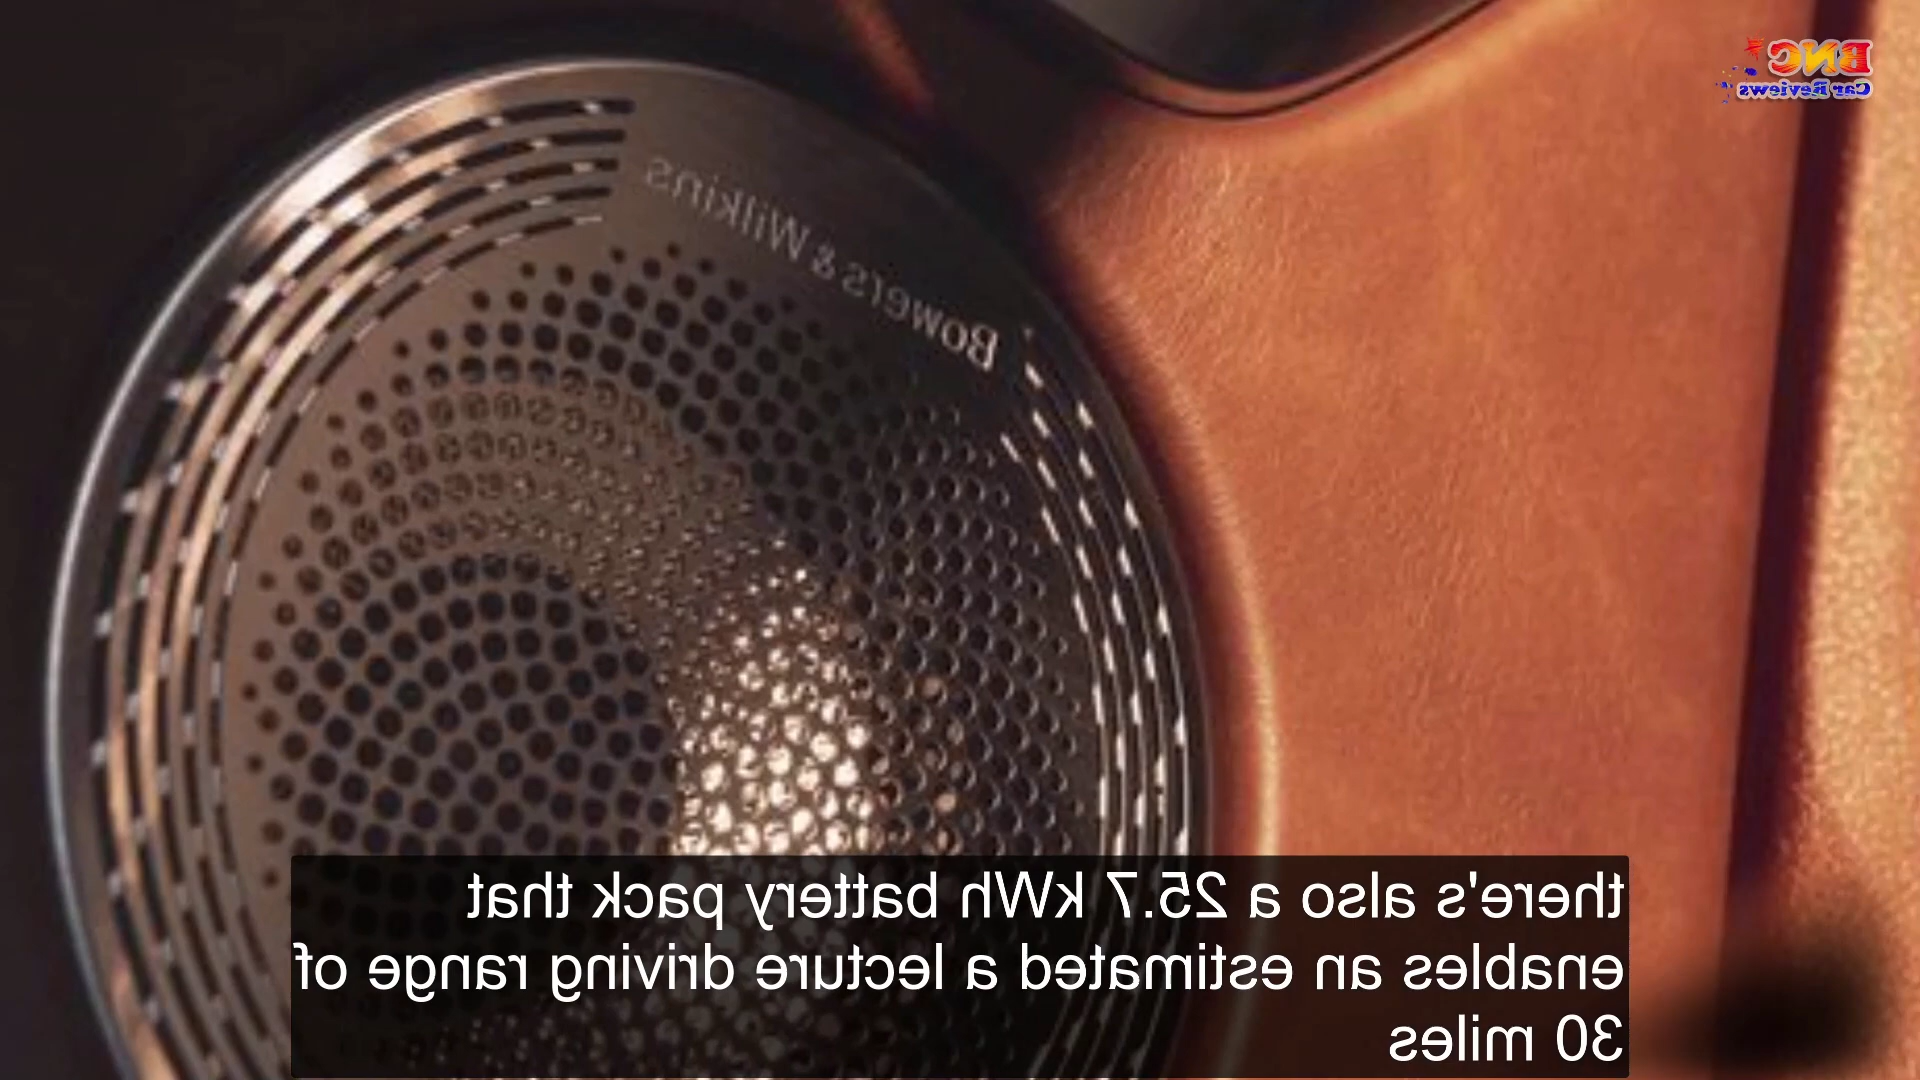 BNC
Car Reviews
Bowers & Wilkins
there's also a 25.7 kWh battery pack that
enables an estimated a lecture driving range of
30 miles